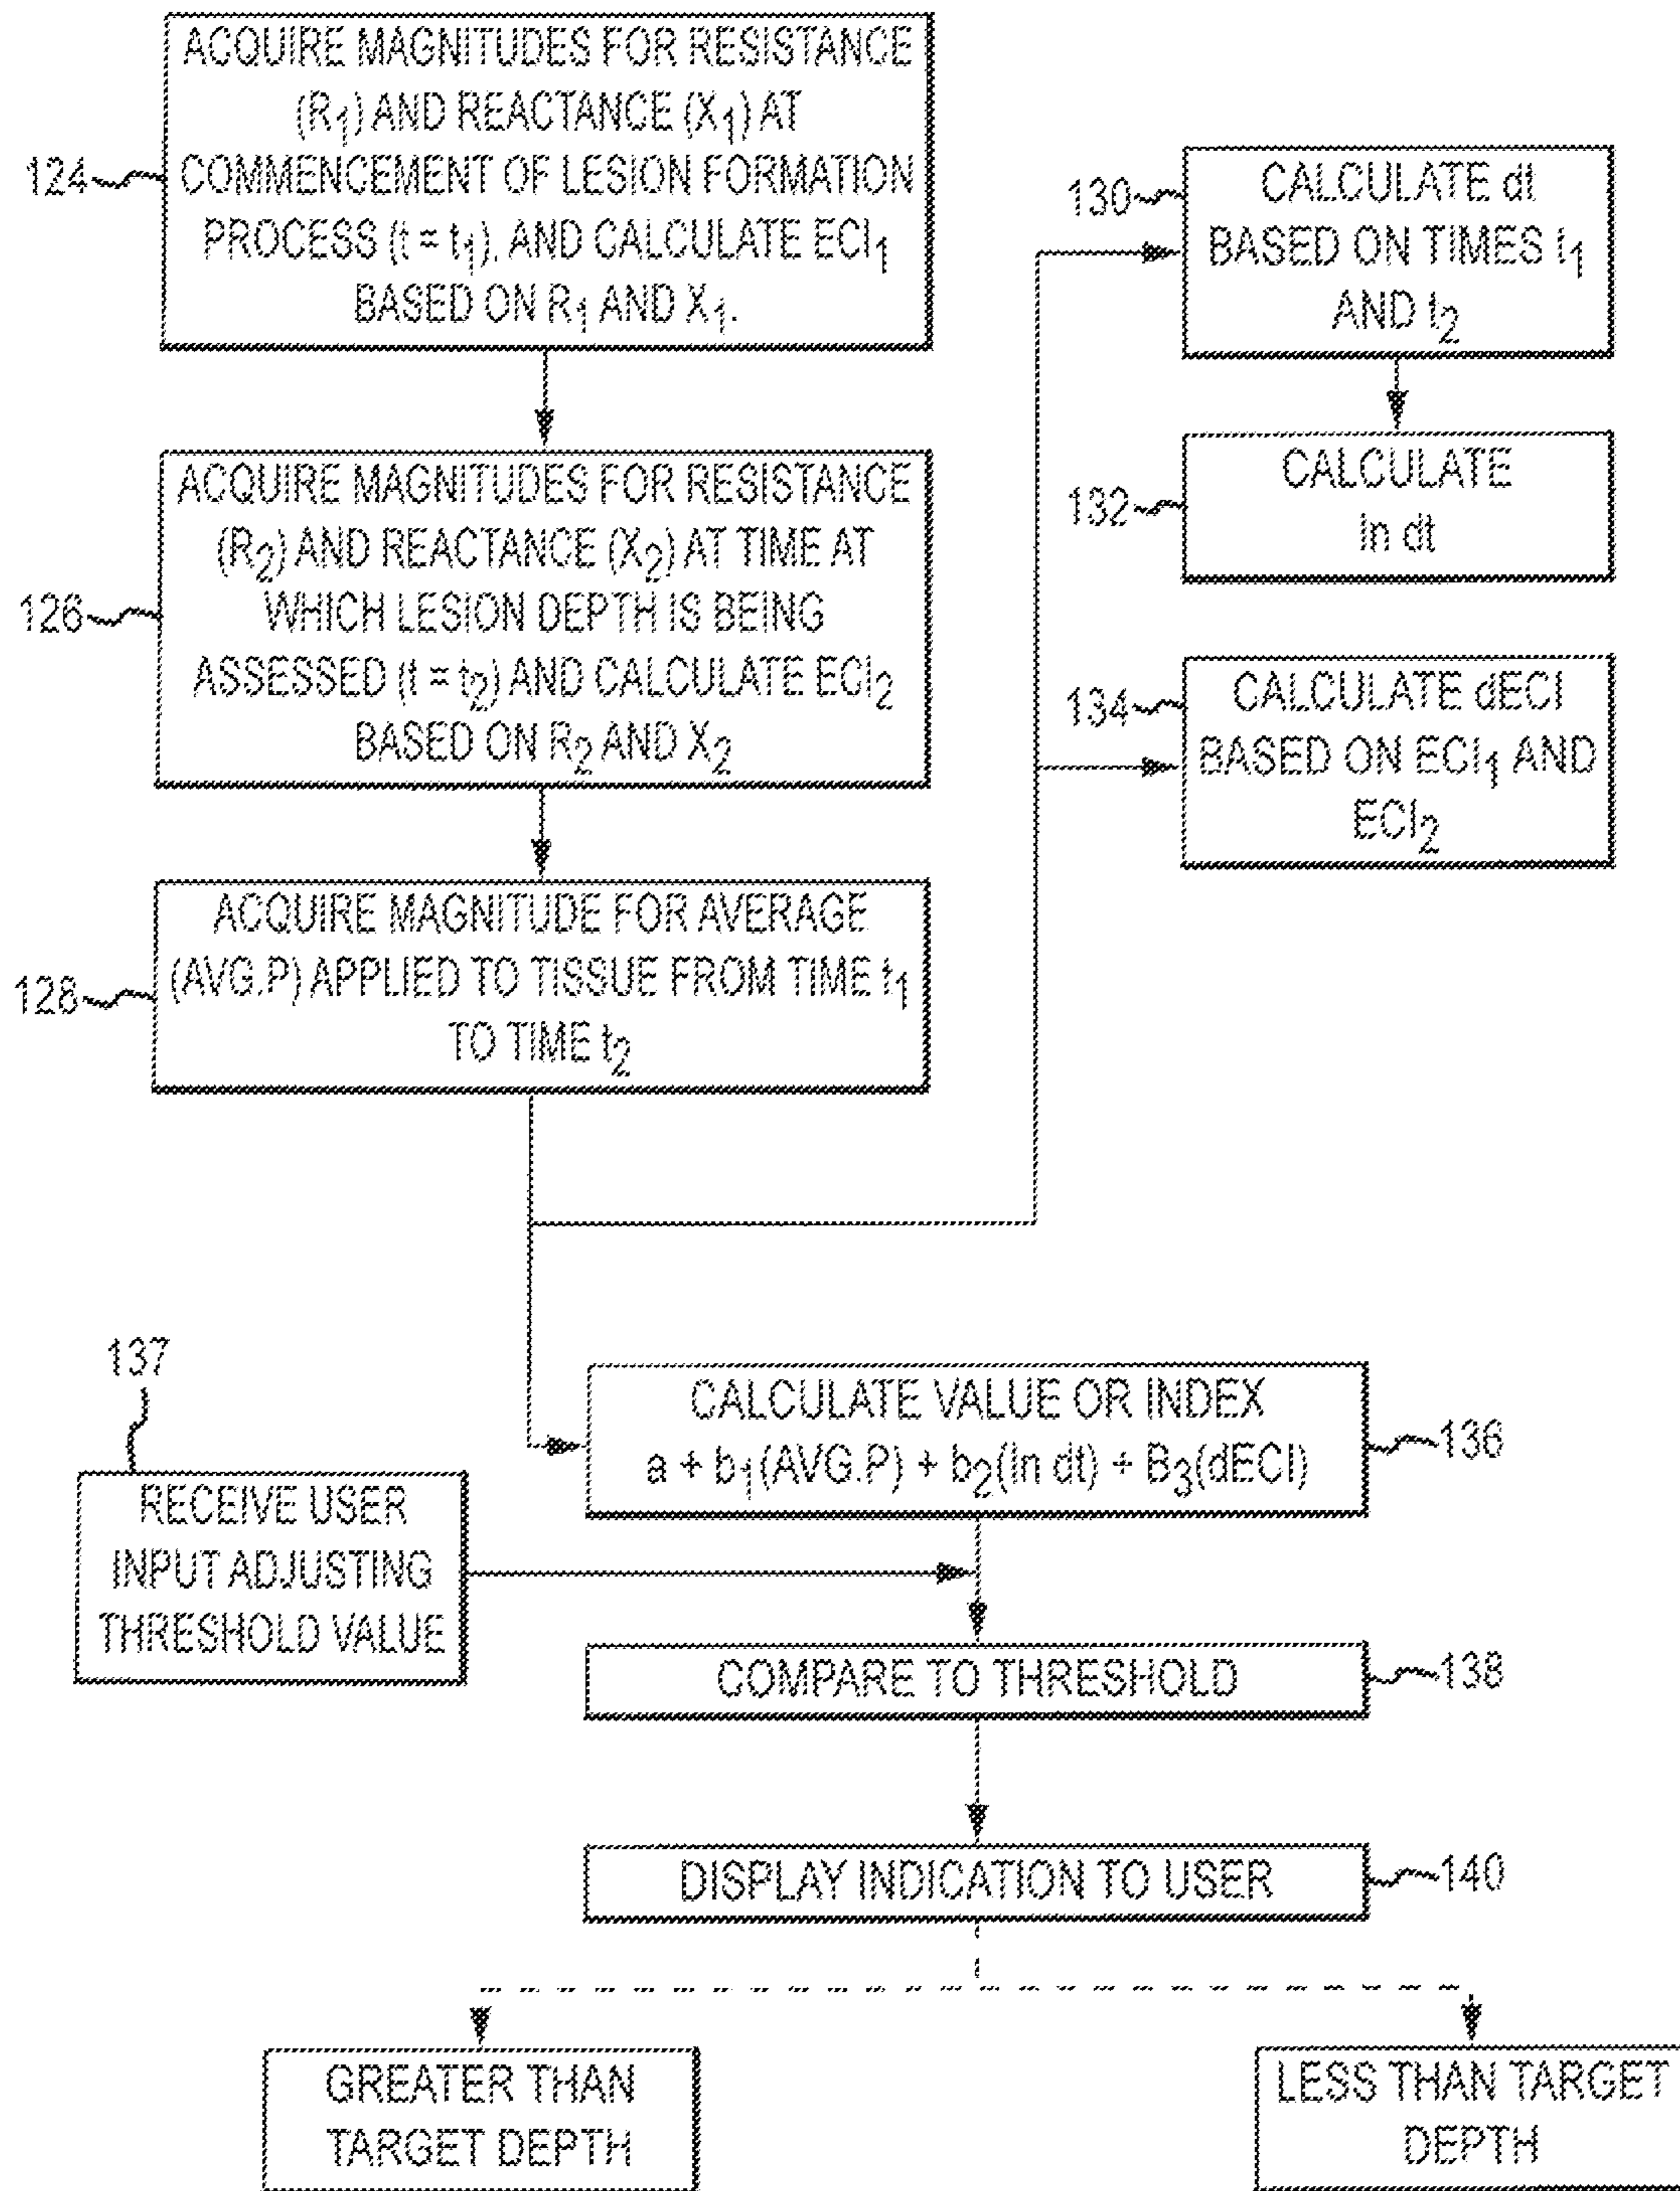 124
ACQUIRE MAGNITUDES FOR RESISTANCE
(R₁) AND REACTANCE (X₁) AT
COMMENCEMENT OF LESION FORMATION
PROCESS (t = t₁), AND CALCULATE ECI₁
BASED ON R₁ AND X₁.
126
ACQUIRE MAGNITUDES FOR RESISTANCE
(R₂) AND REACTANCE (X₂) AT TIME AT
WHICH LESION DEPTH IS BEING
ASSESSED (t = t₂) AND CALCULATE ECI₂
BASED ON R₂ AND X₂
128
ACQUIRE MAGNITUDE FOR AVERAGE
(AVG.P) APPLIED TO TISSUE FROM TIME t₁
TO TIME t₂
130
CALCULATE dt
BASED ON TIMES t₁
AND t₂
132
CALCULATE
ln dt
134
CALCULATE dECI
BASED ON ECI₁ AND
ECI₂
CALCULATE VALUE OR INDEX
a + b₁(AVG.P) + b₂(ln dt) + B₃(dECI)
136
137
RECEIVE USER
INPUT ADJUSTING
THRESHOLD VALUE
COMPARE TO THRESHOLD
138
DISPLAY INDICATION TO USER
140
GREATER THAN
TARGET DEPTH
LESS THAN TARGET
DEPTH